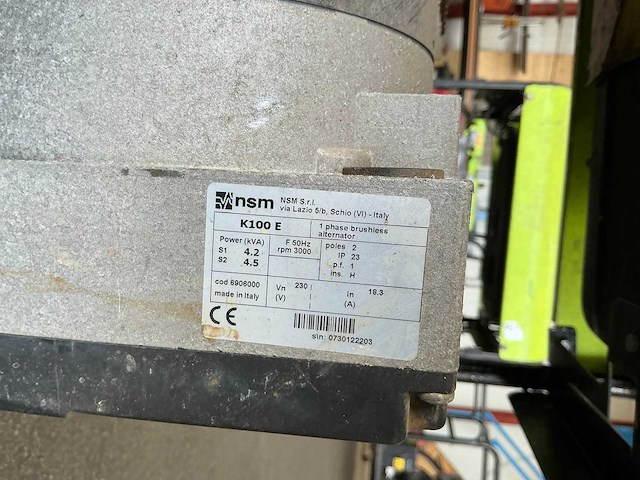 nsm
NSM S.r.l.
via Lazio 5/b, Schio (VI) - Italy
K100 E
1 phase brushless
alternator
Power (kVA)
S1 4.2
S2 4.5
F 50Hz
rpm 3000
poles 2
IP 23
p.f. 1
ins. H
cod 6906000
made in Italy
Vn 230
(V)
In 18.3
(A)
CE
s/n: 0730122203